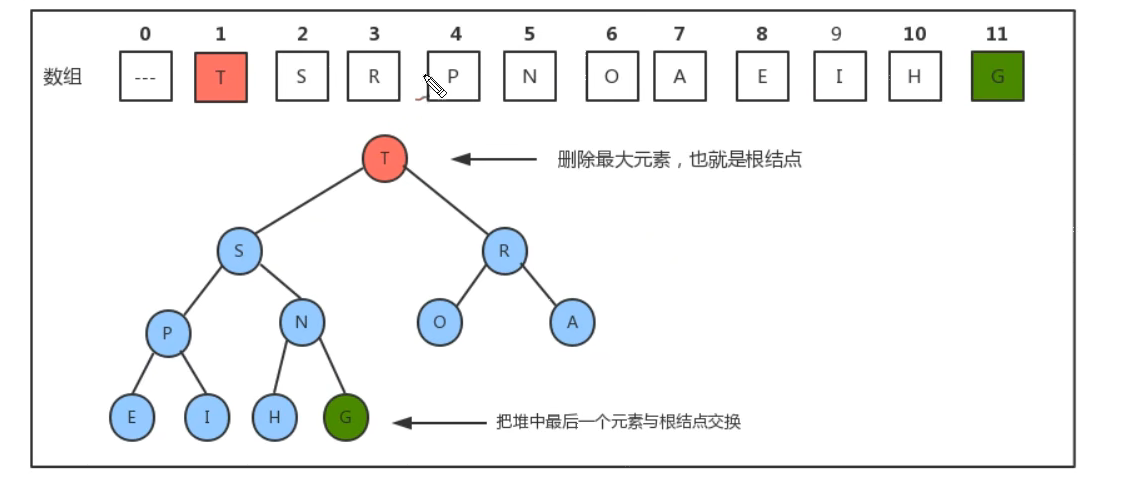 0 1 2 3 4 5 6 7 8 9 10 11
数组 --- T S R P N O A E I H G
T
删除最大元素，也就是根结点
S R
P N O A
E I H G
把堆中最后一个元素与根结点交换